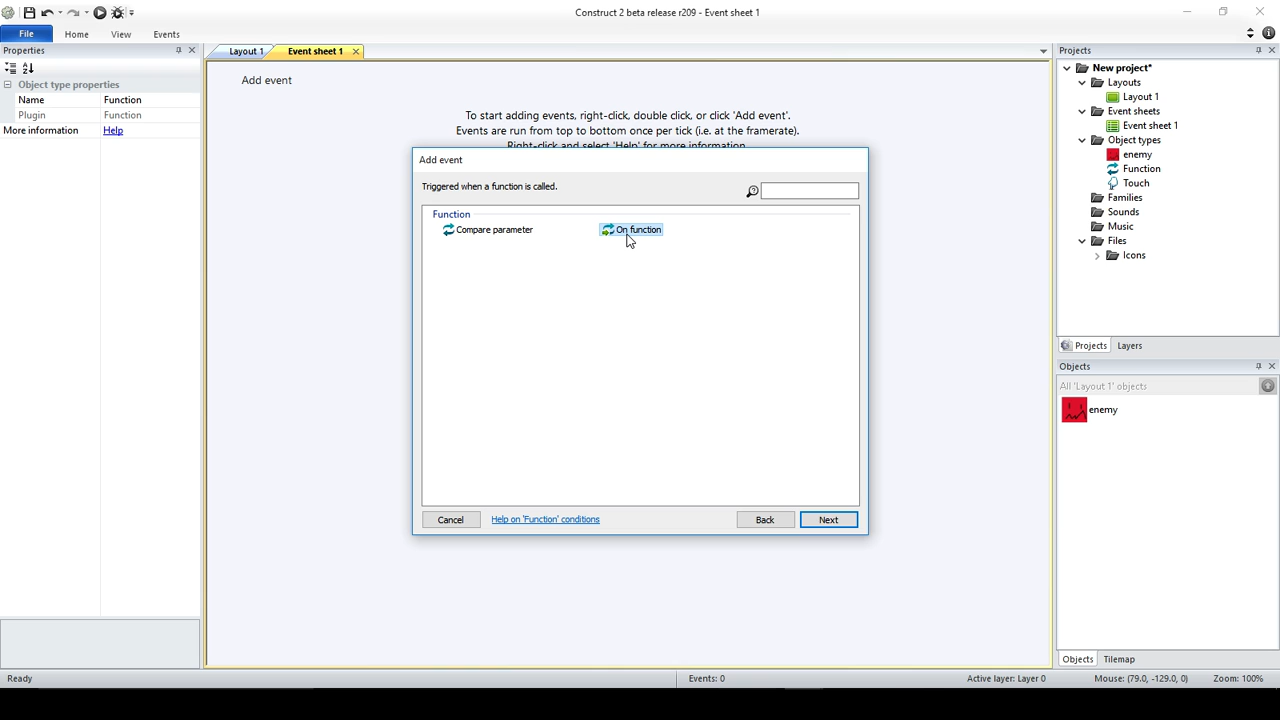 Construct 2 beta release r209 - Event sheet 1
File
Home
View
Events
Properties
Layout 1
Event sheet 1
Projects
Object type properties
Name
Function
Plugin
Function
More information
Help
Add event
To start adding events, right-click, double click, or click 'Add event'.
Events are run from top to bottom once per tick (i.e. at the framerate).
Right-click and select 'Help' for more information.
Add event
Triggered when a function is called.
Function
Compare parameter
On function
Cancel
Help on 'Function' conditions
Back
Next
New project*
Layouts
Layout 1
Event sheets
Event sheet 1
Object types
enemy
Function
Touch
Families
Sounds
Music
Files
Icons
Projects
Layers
Objects
All 'Layout 1' objects
enemy
Objects
Tilemap
Ready
Events: 0
Active layer: Layer 0
Mouse: (79.0, -129.0, 0)
Zoom: 100%